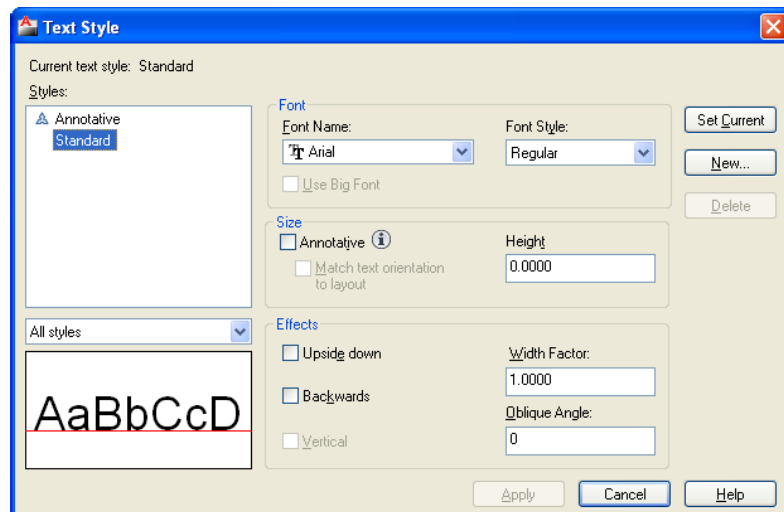 Text Style
Current text style: Standard
Styles:
Annotative
Standard
All styles
AaBbCcD
Font
Font Name:
Arial
Use Big Font
Font Style:
Regular
Size
Annotative
Match text orientation
to layout
Height
0.0000
Effects
Upside down
Backwards
Vertical
Width Factor:
1.0000
Oblique Angle:
0
Set Current
New...
Delete
Apply
Cancel
Help